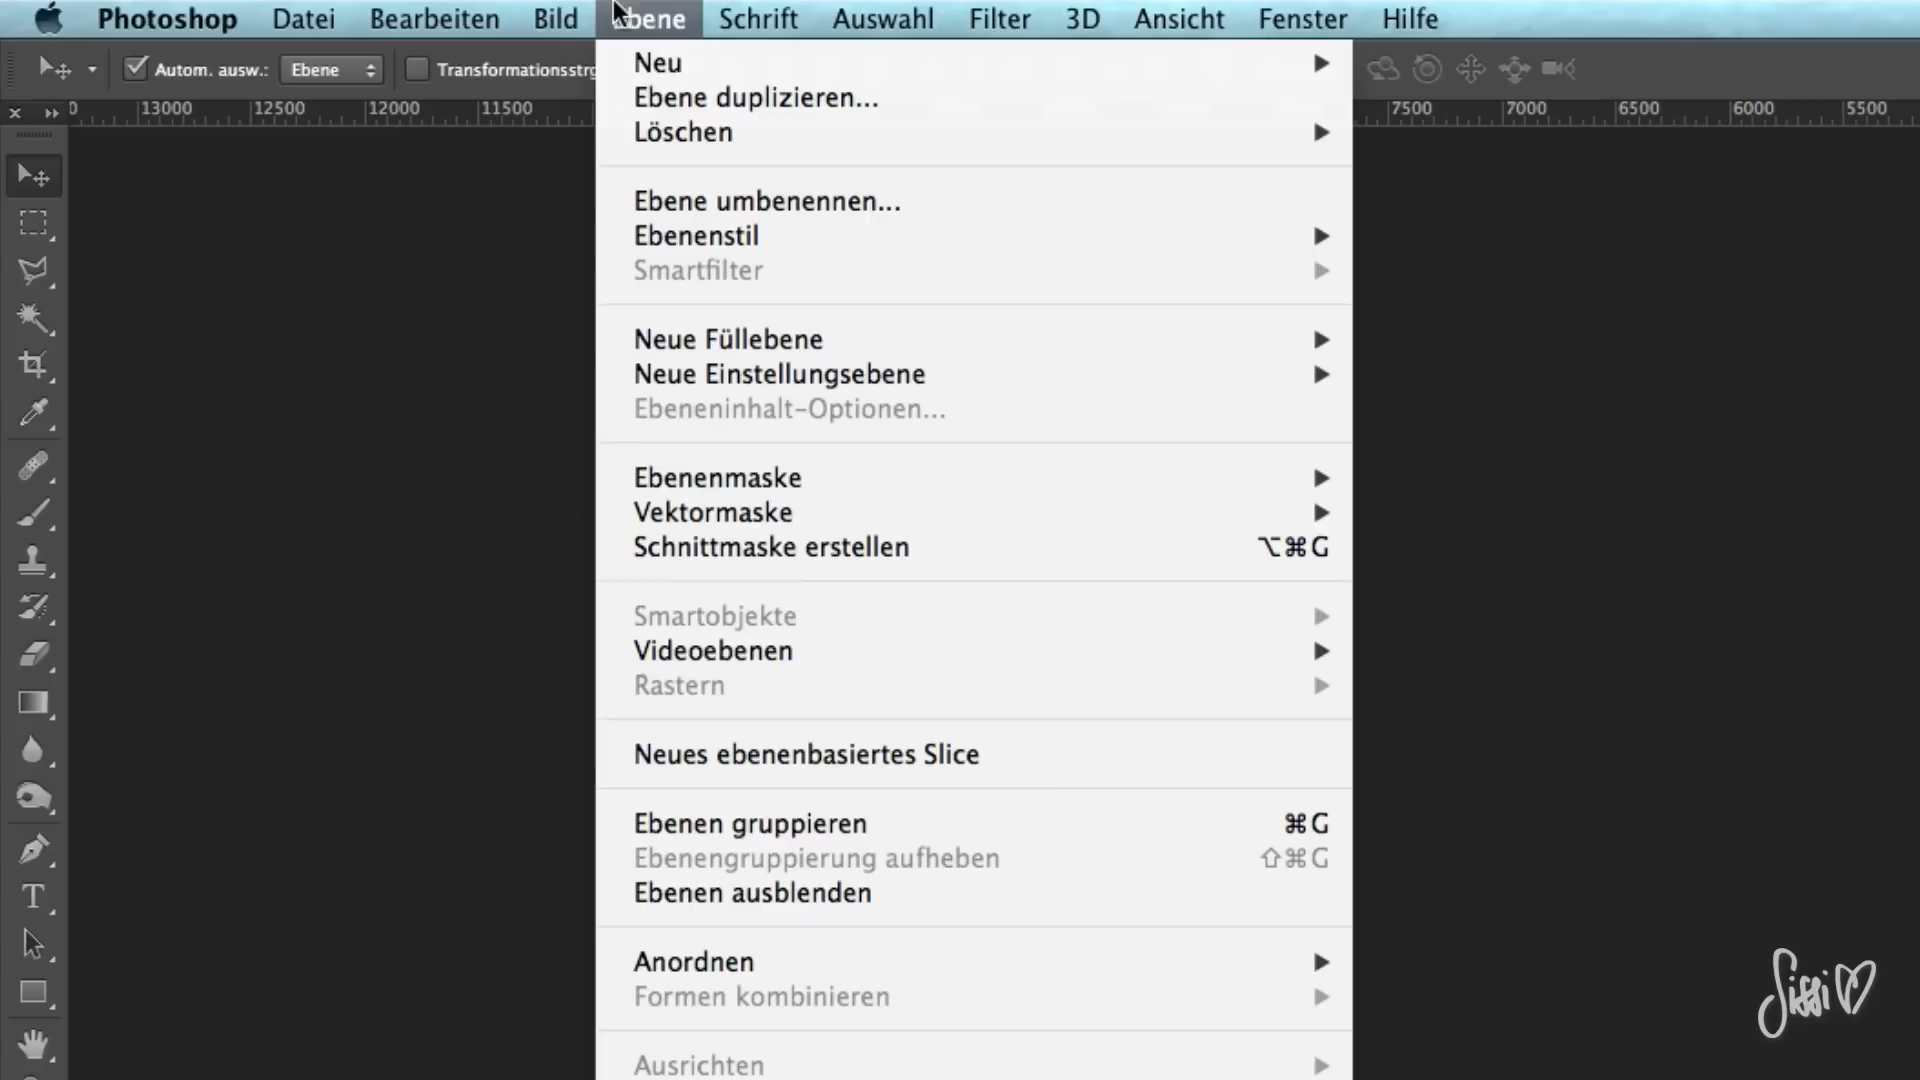 Photoshop Datei Bearbeiten Bild Ebene Schrift Auswahl Filter 3D Ansicht Fenster Hilfe
Autom. ausw.: Ebene Transformationsstrg
0 13000 12500 12000 11500 7500 7000 6500 6000 5500
Neu
Ebene duplizieren...
Löschen
Ebene umbenennen...
Ebenenstil
Smartfilter
Neue Füllebene
Neue Einstellungsebene
Ebeneninhalt-Optionen...
Ebenenmaske
Vektormaske
Schnittmaske erstellen ⌥⌘G
Smartobjekte
Videoebenen
Rastern
Neues ebenenbasiertes Slice
Ebenen gruppieren ⌘G
Ebenengruppierung aufheben ⇧⌘G
Ebenen ausblenden
Anordnen
Formen kombinieren
Ausrichten
Sissi